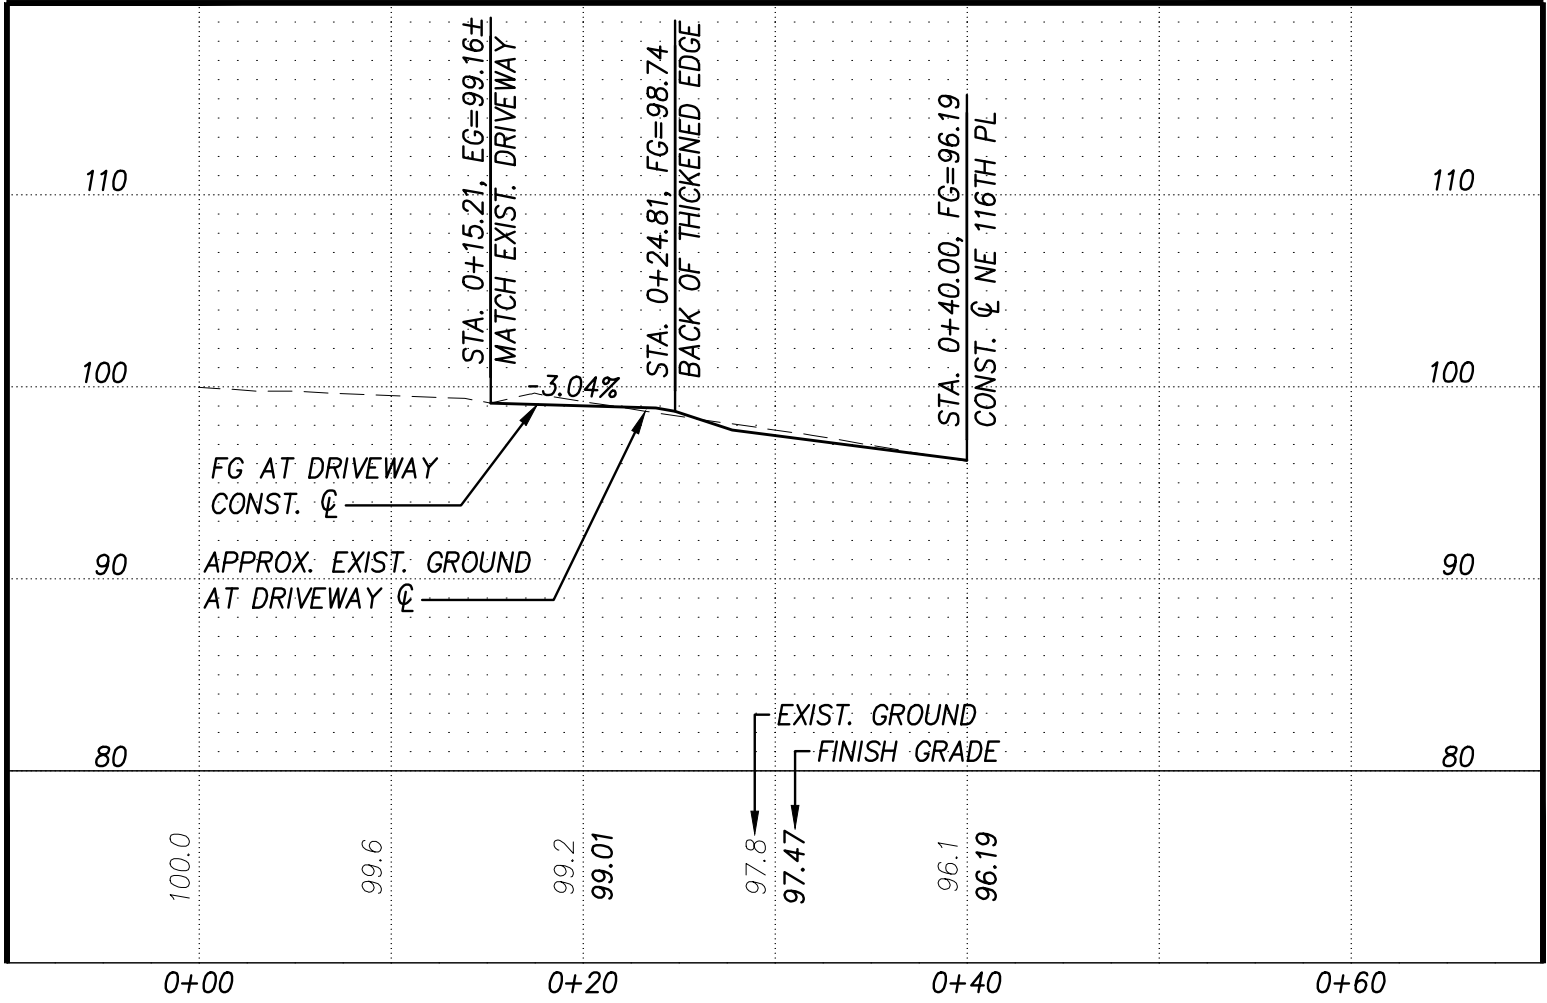 STA. 0+15.21, EG=99.16±
MATCH EXIST. DRIVEWAY
STA. 0+24.81, FG=98.74
BACK OF THICKENED EDGE
STA. 0+40.00, FG=96.19
CONST. ℄ NE 116TH PL
110
110
100
100
-3.04%
FG AT DRIVEWAY
CONST. ℄
APPROX. EXIST. GROUND
AT DRIVEWAY ℄
90
90
EXIST. GROUND
FINISH GRADE
80
80
100.0
99.6
99.2
99.01
97.8
97.47
96.1
96.19
0+00
0+20
0+40
0+60